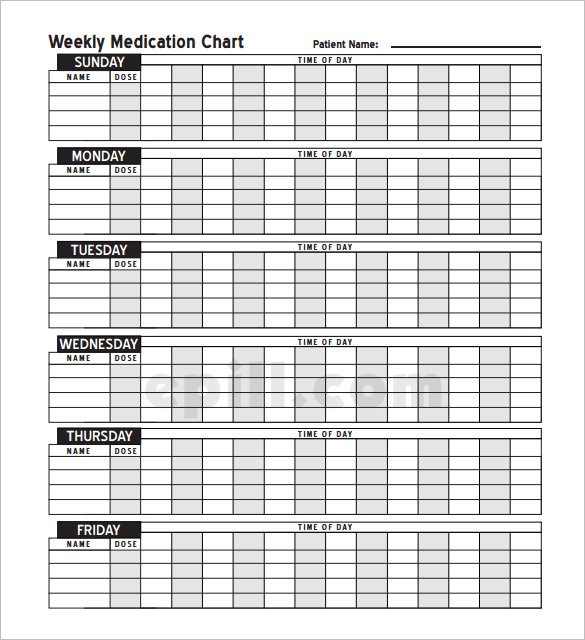 Weekly Medication Chart Patient Name:
SUNDAY TIME OF DAY
NAME DOSE
MONDAY TIME OF DAY
NAME DOSE
TUESDAY TIME OF DAY
NAME DOSE
WEDNESDAY TIME OF DAY
NAME DOSE
epill.com
THURSDAY TIME OF DAY
NAME DOSE
FRIDAY TIME OF DAY
NAME DOSE